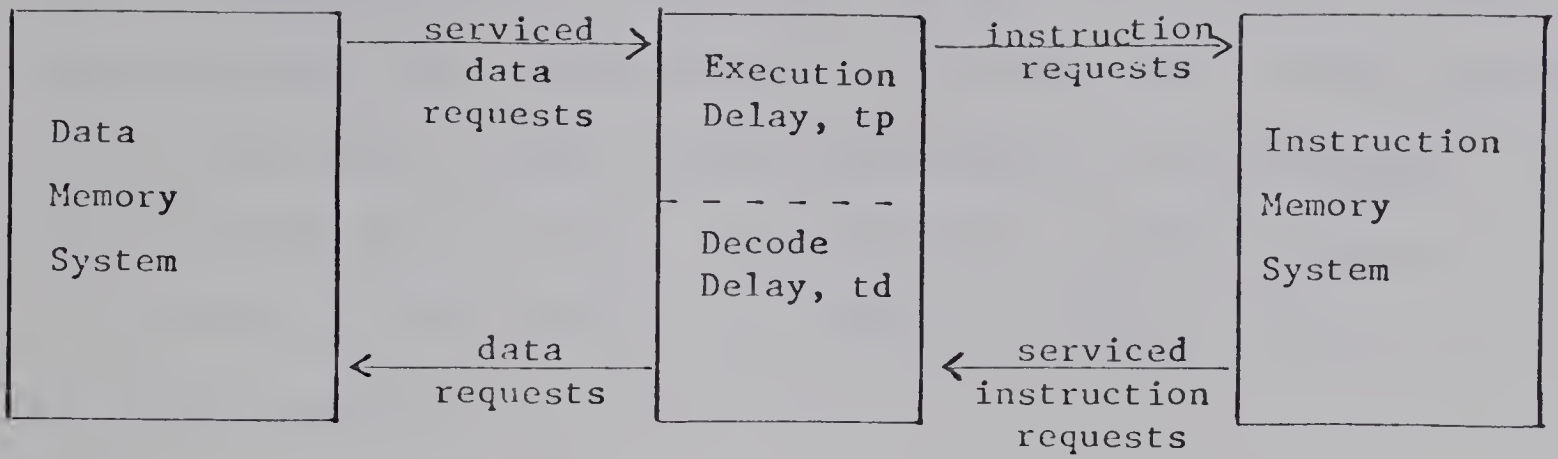 Data
Memory
System
serviced
data
requests
data
requests
Execution
Delay, tp
Decode
Delay, td
instruction
requests
serviced
instruction
requests
Instruction
Memory
System